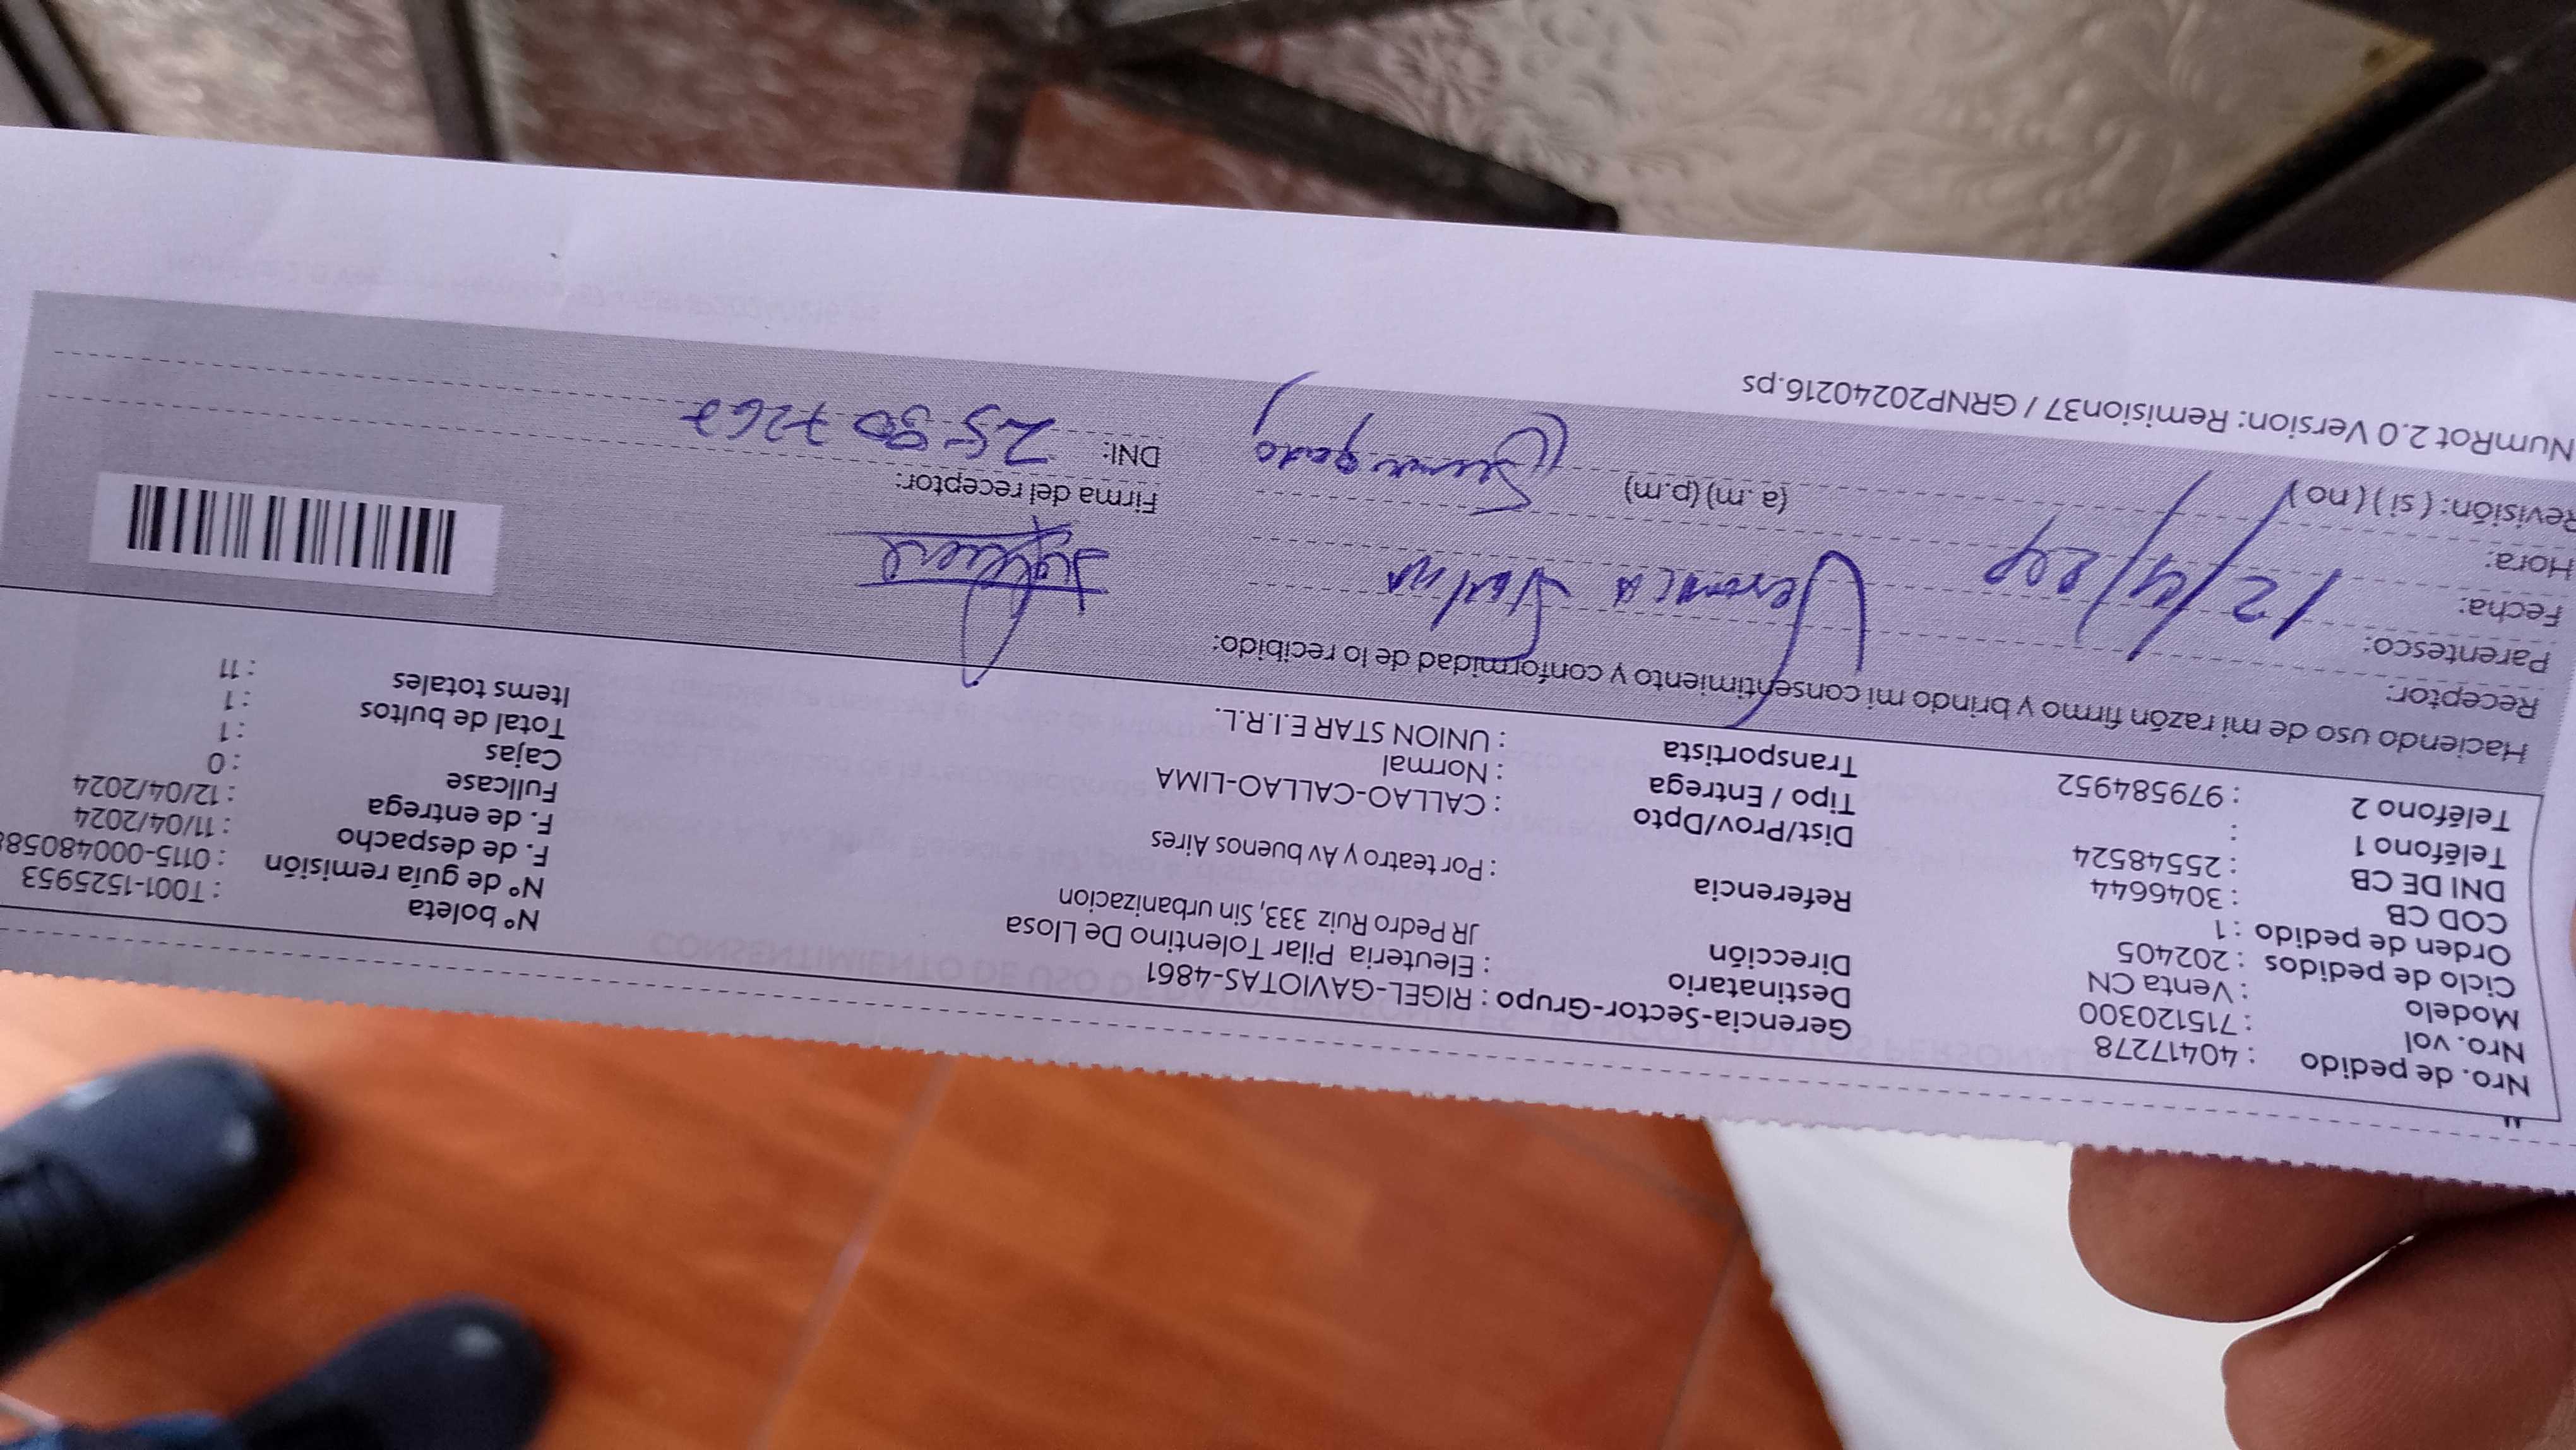 Nro. de pedido : 40417278
Nro. vol : 715120300
Modelo : Venta CN
Ciclo de pedidos : 202405
Orden de pedido : 1
COD CB : 3046644
DNI DE CB : 25548524
Teléfono 1 :
Teléfono 2 : 979584952
Gerencia-Sector-Grupo : RIGEL-GAVIOTAS-4861
Destinatario : Eleuteria Pilar Tolentino De Llosa
Dirección : JR Pedro Ruiz 333, Sin urbanizacion
Referencia : Por teatro y Av buenos Aires
Dist/Prov/Dpto : CALLAO-CALLAO-LIMA
Tipo / Entrega : Normal
Transportista : UNION STAR E.I.R.L.
Nº boleta : T001-1525953
Nº de guía remisión : 0115-00048058
F. de despacho : 11/04/2024
F. de entrega : 12/04/2024
Fullcase : 0
Cajas : 1
Total de bultos : 1
Items totales : 11
Haciendo uso de mi razón firmo y brindo mi consentimiento y conformidad de lo recibido:
Receptor:
Parentesco:
Fecha: 12/4/24
Hora: (a.m) (p.m)
Revisión: ( si ) ( no )
Firma del receptor:
DNI:
NumRot 2.0 Version: Remision37 / GRNP20240216.ps